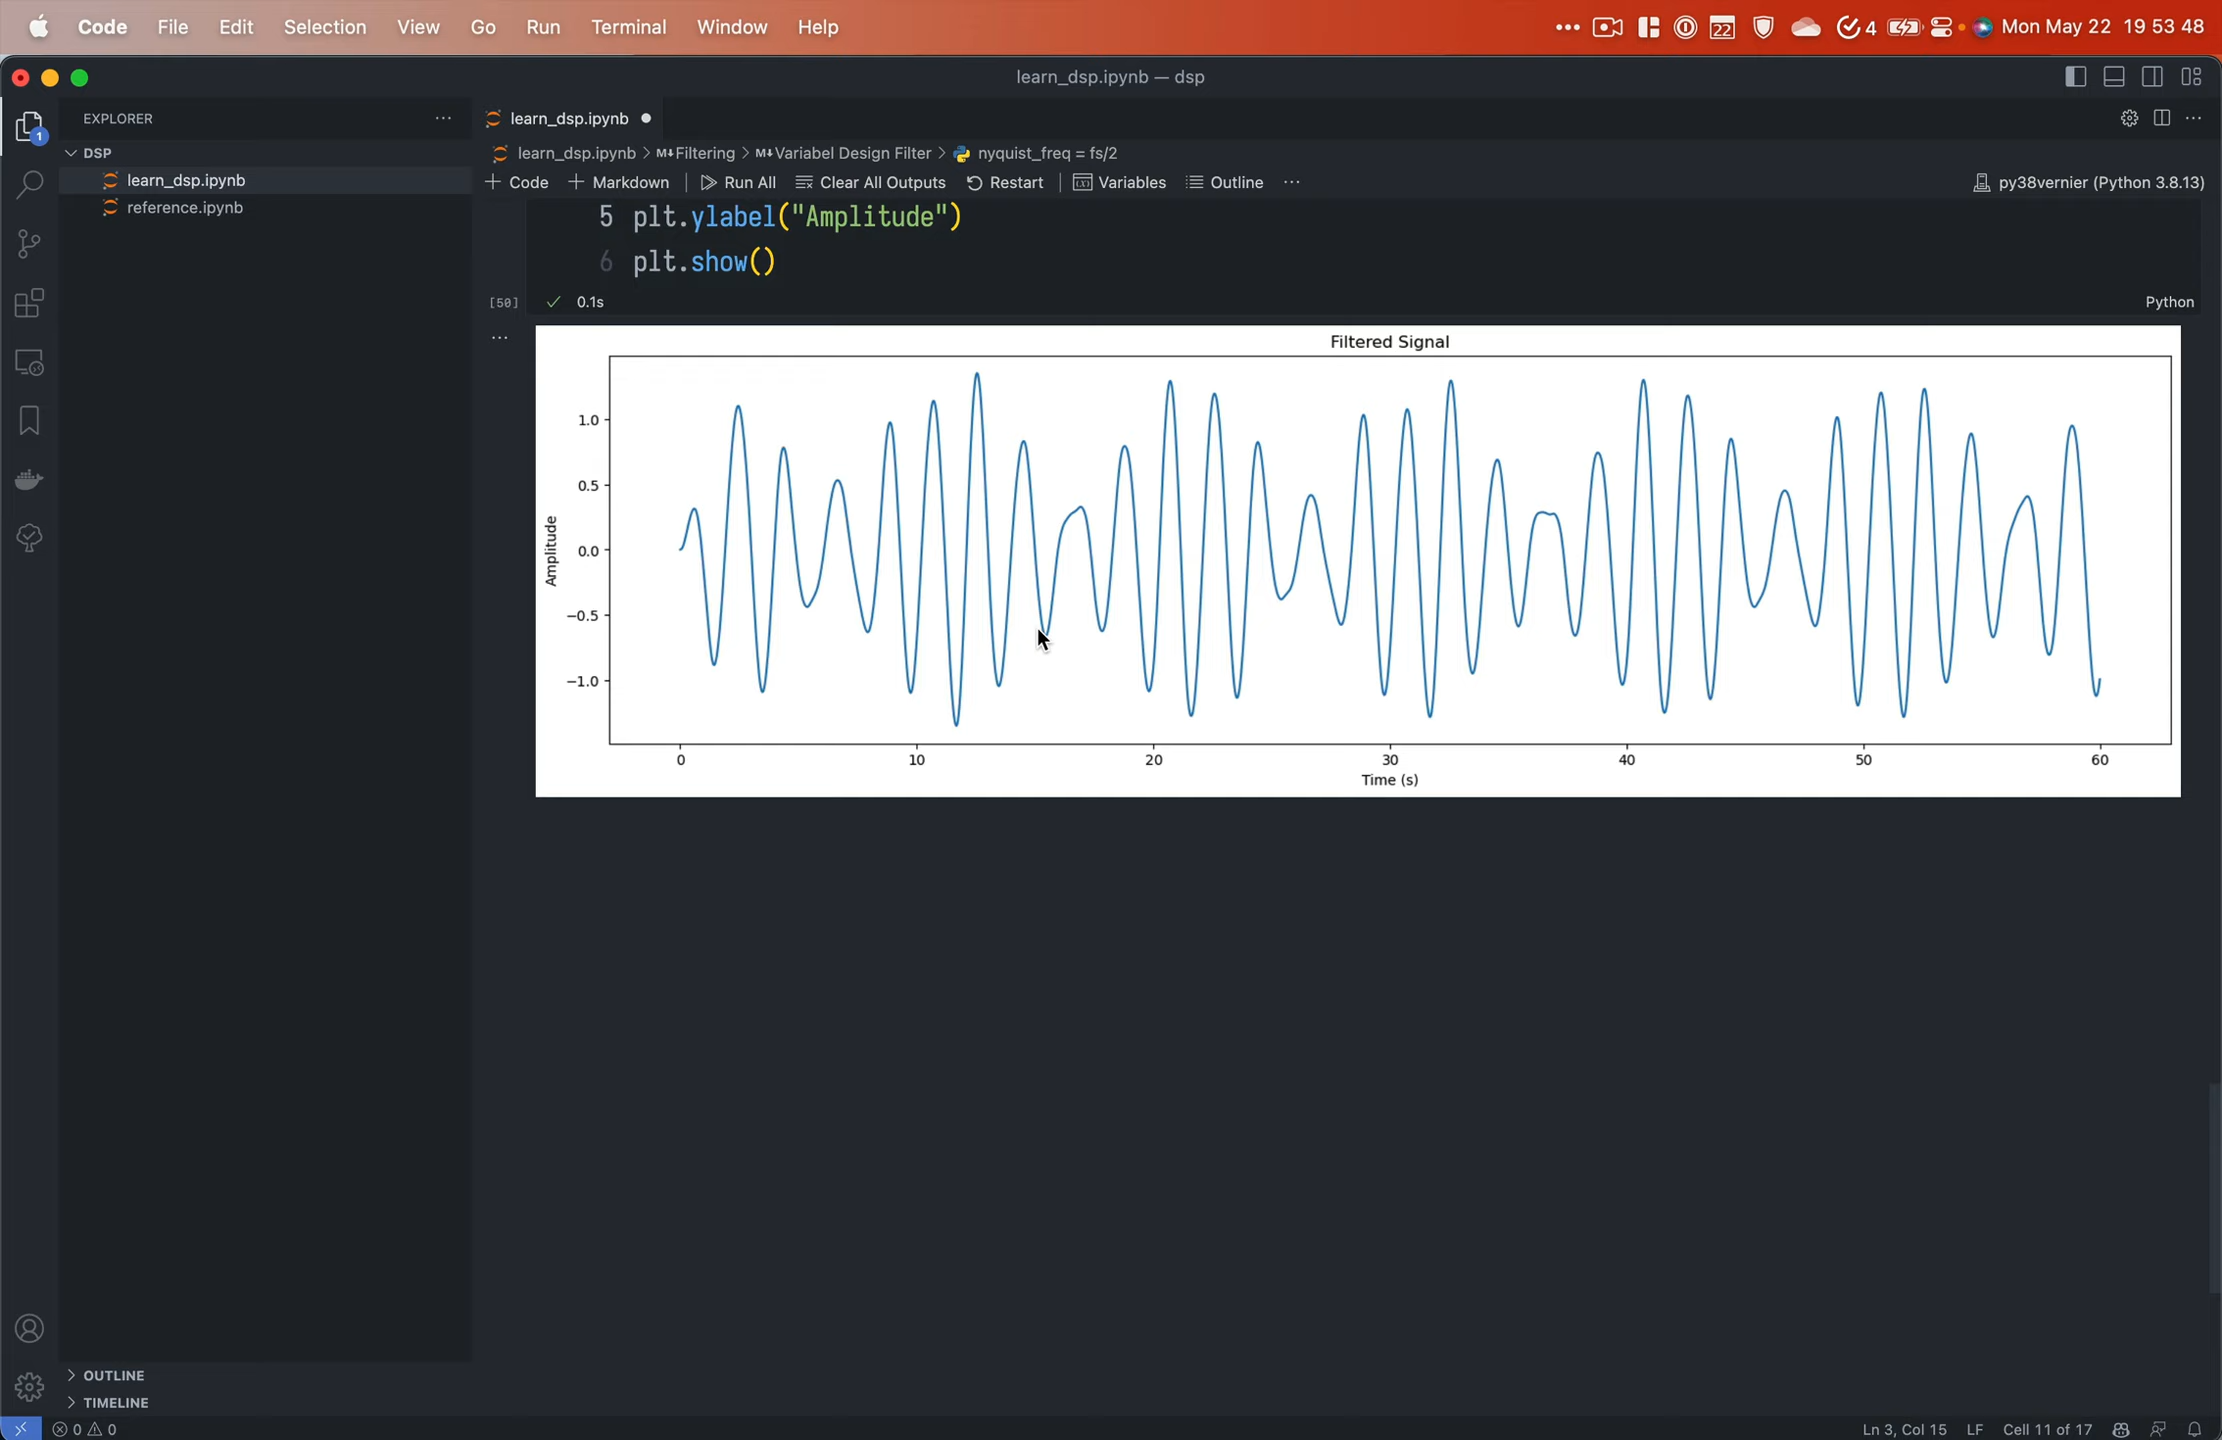 Code File Edit Selection View Go Run Terminal Window Help 22 4 Mon May 22 19 53 48
learn_dsp.ipynb — dsp
1
EXPLORER
DSP
learn_dsp.ipynb
reference.ipynb
OUTLINE
TIMELINE
learn_dsp.ipynb
learn_dsp.ipynb > M↓Filtering > M↓Variabel Design Filter > nyquist_freq = fs/2
+ Code + Markdown Run All Clear All Outputs Restart Variables Outline ... py38vernier (Python 3.8.13)
5 plt.ylabel("Amplitude")
6 plt.show()
[50] ✓ 0.1s Python
Filtered Signal
Amplitude
1.0
0.5
0.0
−0.5
−1.0
0 10 20 30 40 50 60
Time (s)
0 0 Ln 3, Col 15 LF Cell 11 of 17